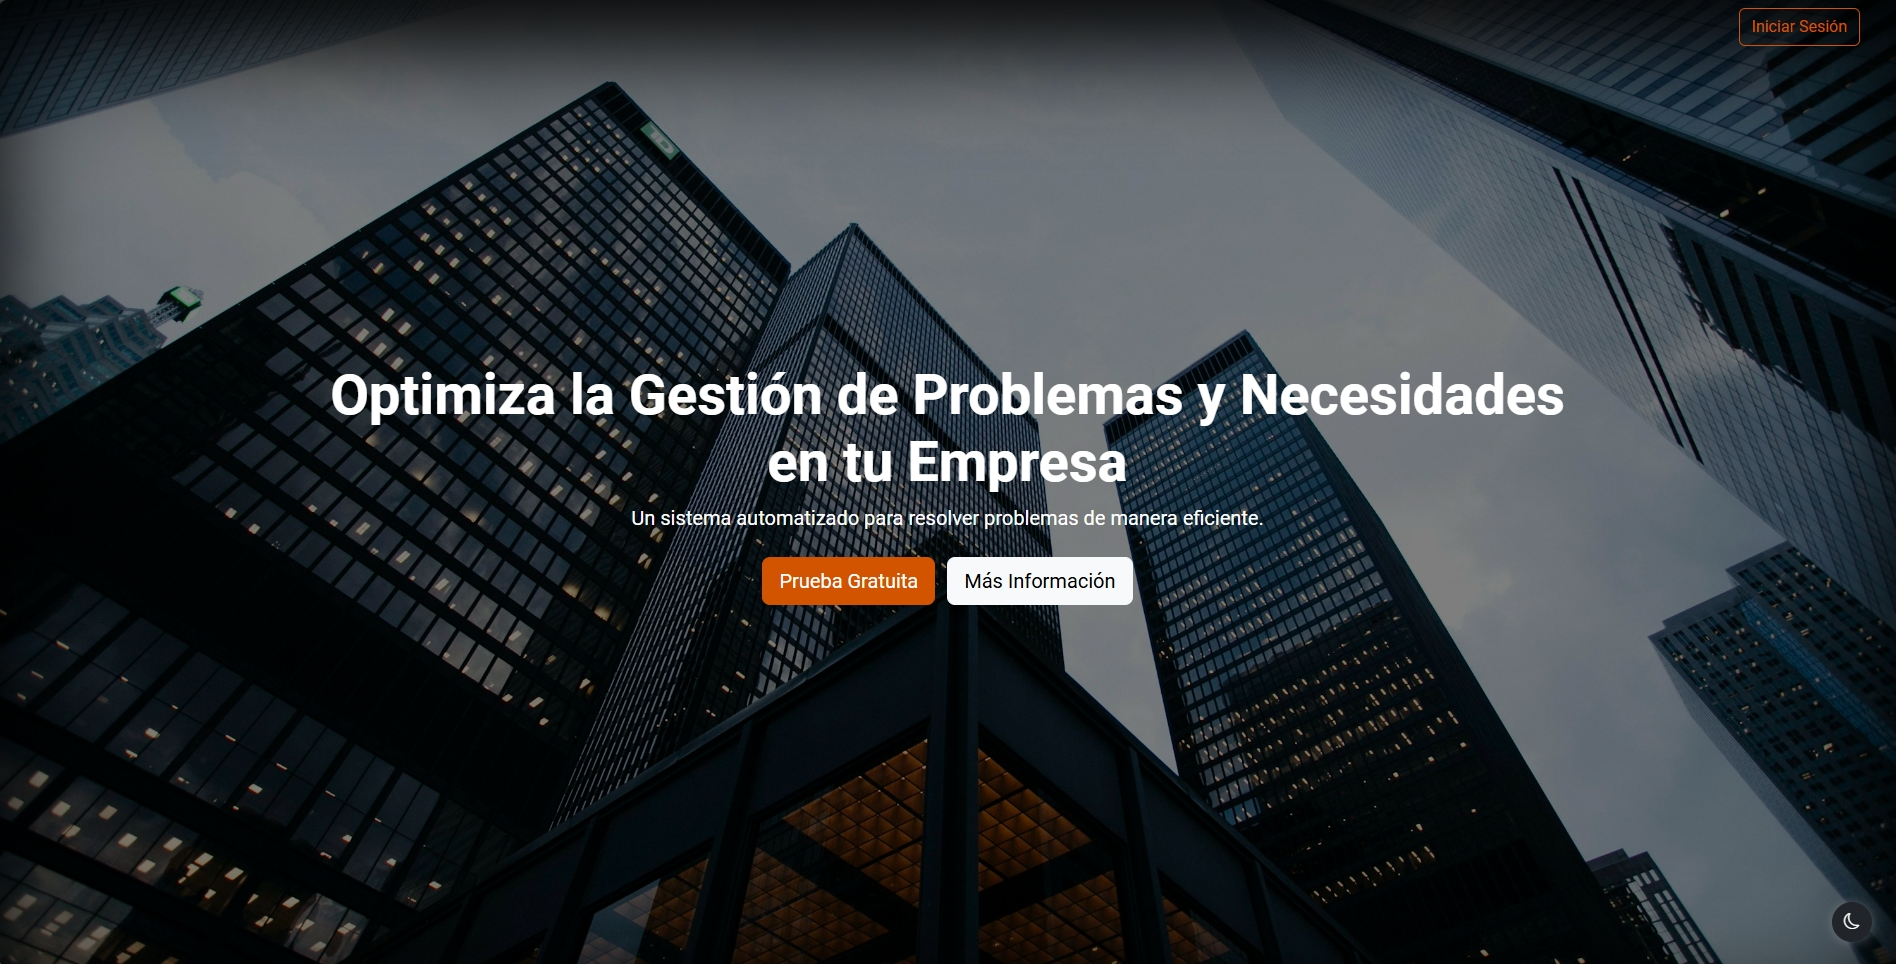 Iniciar Sesión
Optimiza la Gestión de Problemas y Necesidades
en tu Empresa
Un sistema automatizado para resolver problemas de manera eficiente.
Prueba Gratuita
Más Información